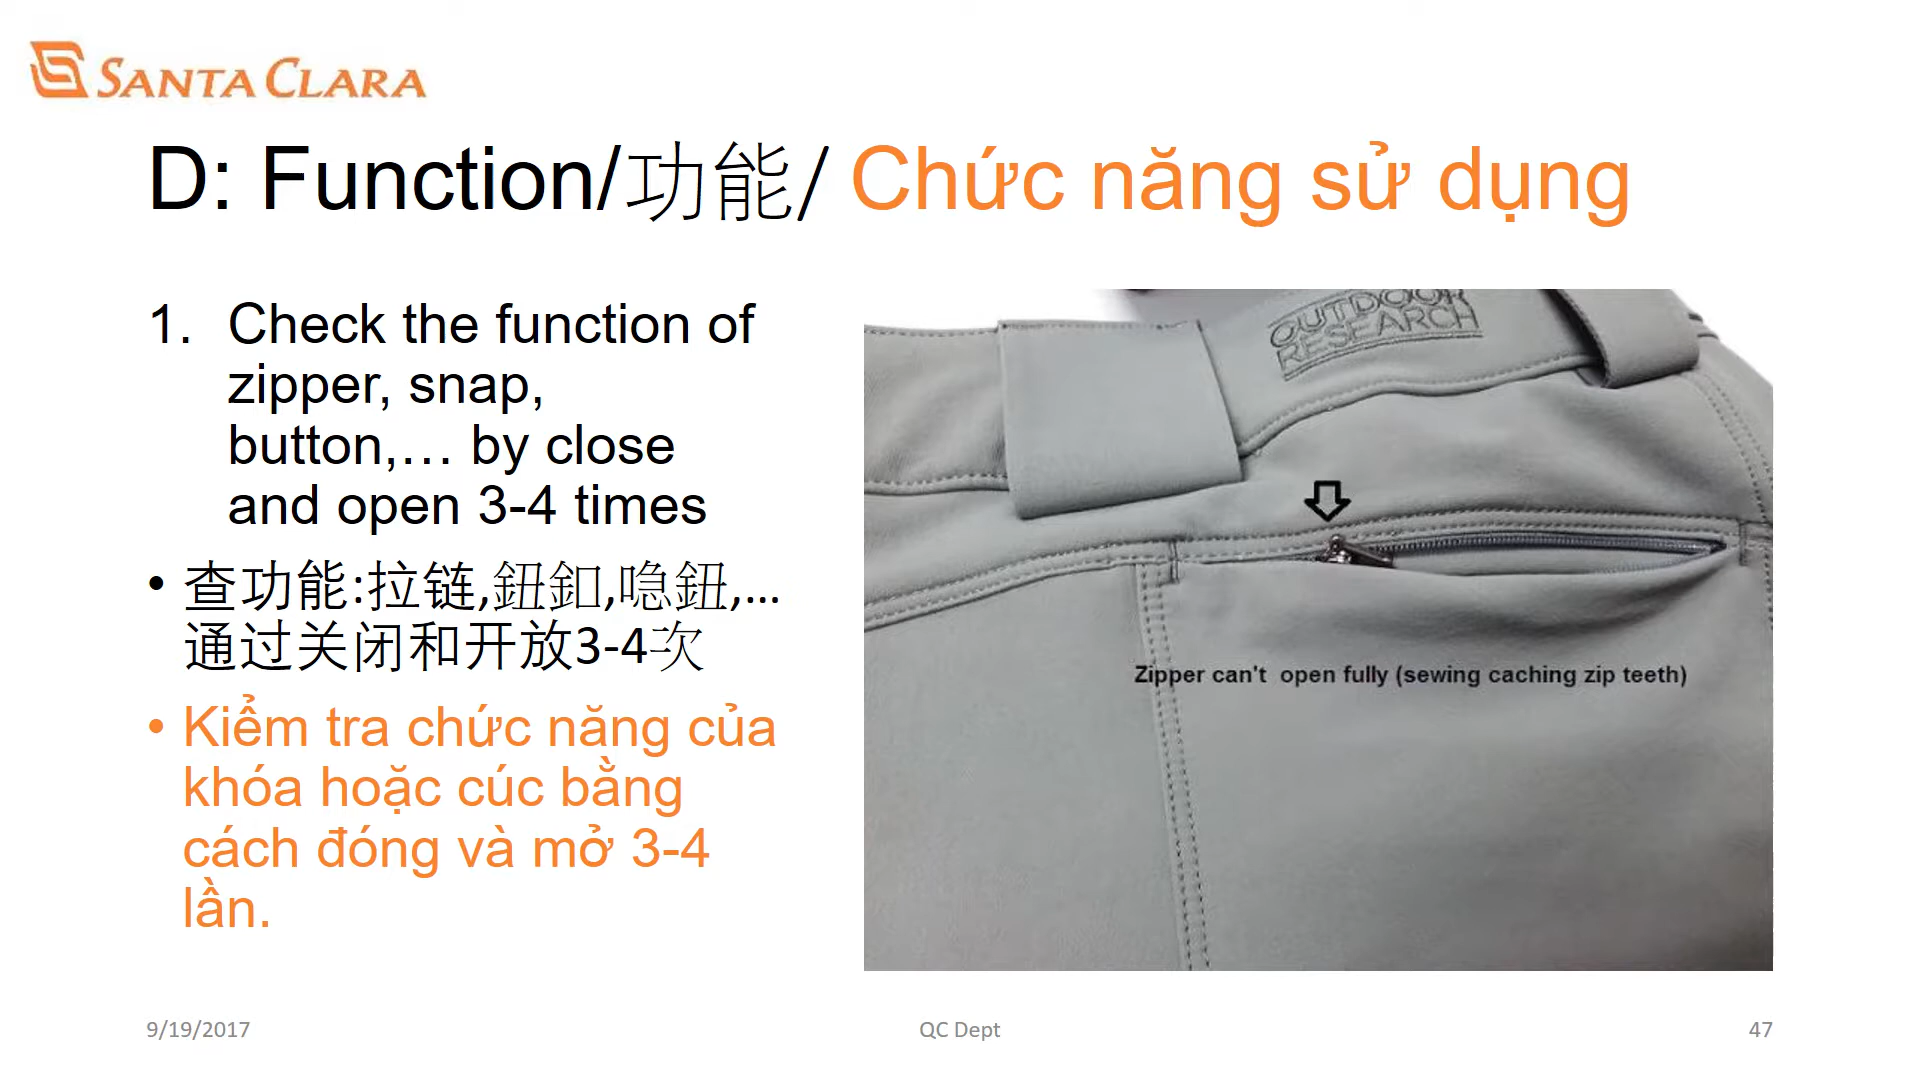 SANTA CLARA
D: Function/功能/ Chức năng sử dụng
1. Check the function of
zipper, snap,
button,… by close
and open 3-4 times
• 查功能:拉链,鈕釦,喼鈕,…
通过关闭和开放3-4次
• Kiểm tra chức năng của
khóa hoặc cúc bằng
cách đóng và mở 3-4
lần.
OUTDOOR
RESEARCH
Zipper can't open fully (sewing caching zip teeth)
9/19/2017
QC Dept
47